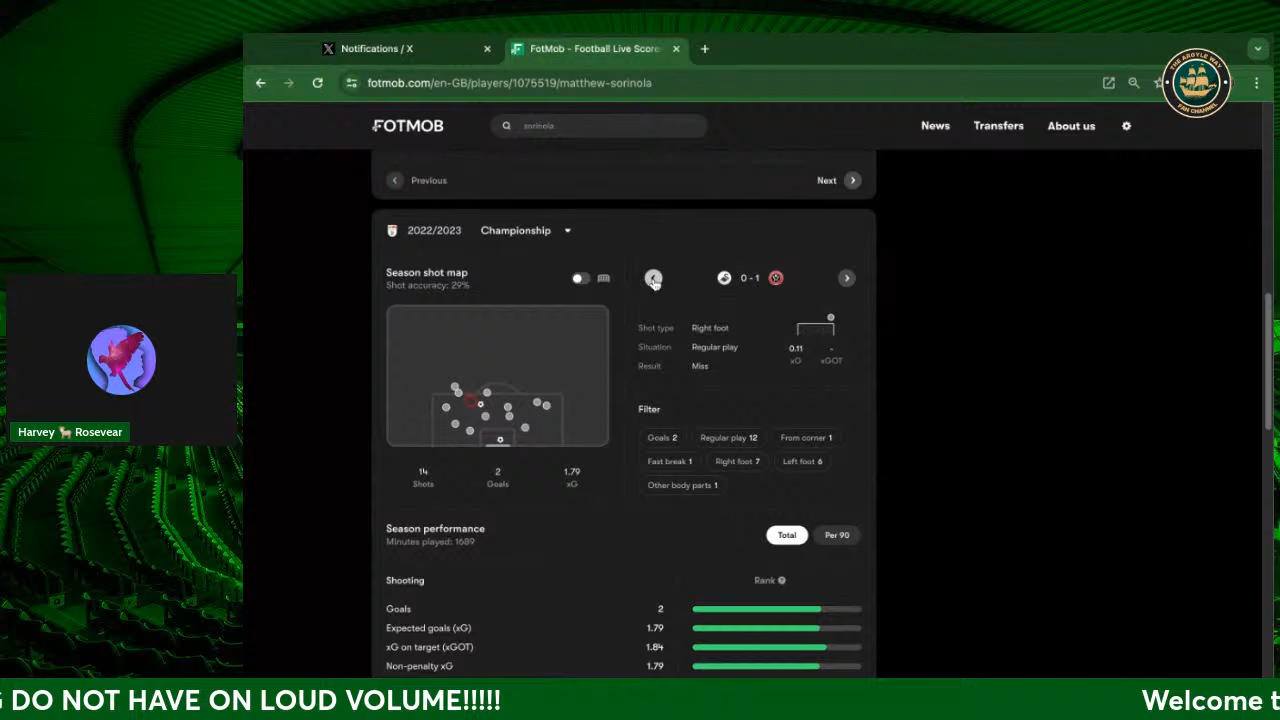 Notifications / X
FotMob - Football Live Score
fotmob.com/en-GB/players/1075519/matthew-sorinola
THE ARGYLE WAY
FAN CHANNEL
FOTMOB
sorinola
News
Transfers
About us
Previous
Next
2022/2023
Championship
Season shot map
Shot accuracy: 29%
0 - 1
Shot type Right foot
Situation Regular play
Result Miss
0.11 -
xG xGOT
Filter
Goals 2 Regular play 12 From corner 1
Fast break 1 Right foot 7 Left foot 6
Other body parts 1
14 2 1.79
Shots Goals xG
Season performance
Minutes played: 1689
Total Per 90
Shooting Rank
Goals 2
Expected goals (xG) 1.79
xG on target (xGOT) 1.84
Non-penalty xG 1.79
Harvey 🐐 Rosevear
G DO NOT HAVE ON LOUD VOLUME!!!!! Welcome t